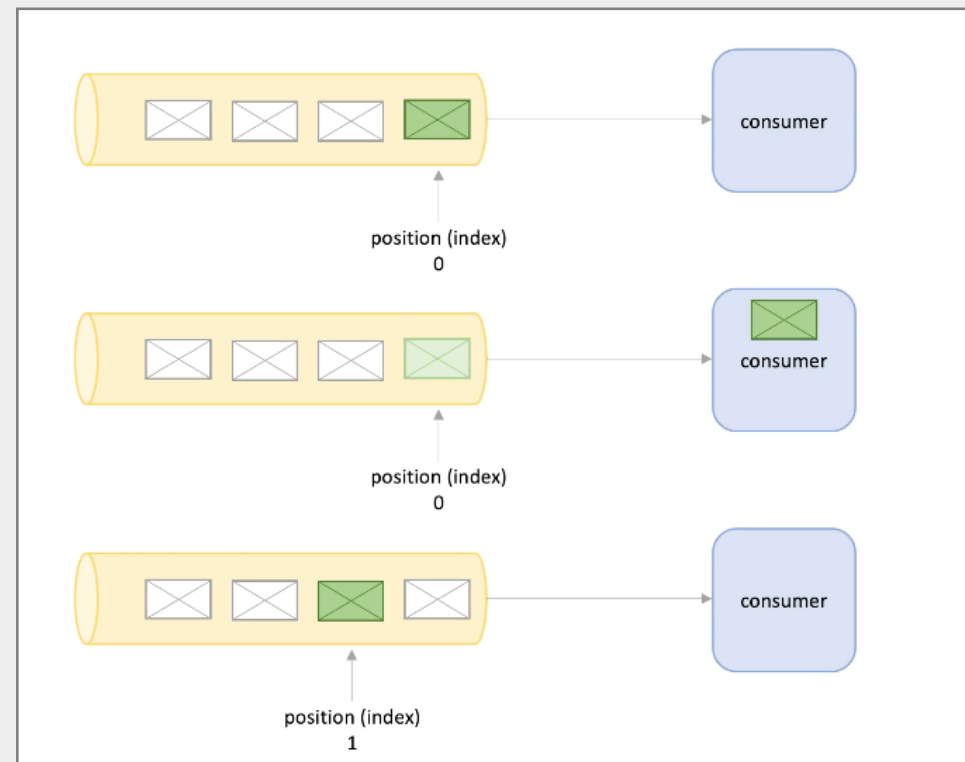 consumer
position (index)
0
consumer
position (index)
0
consumer
position (index)
1